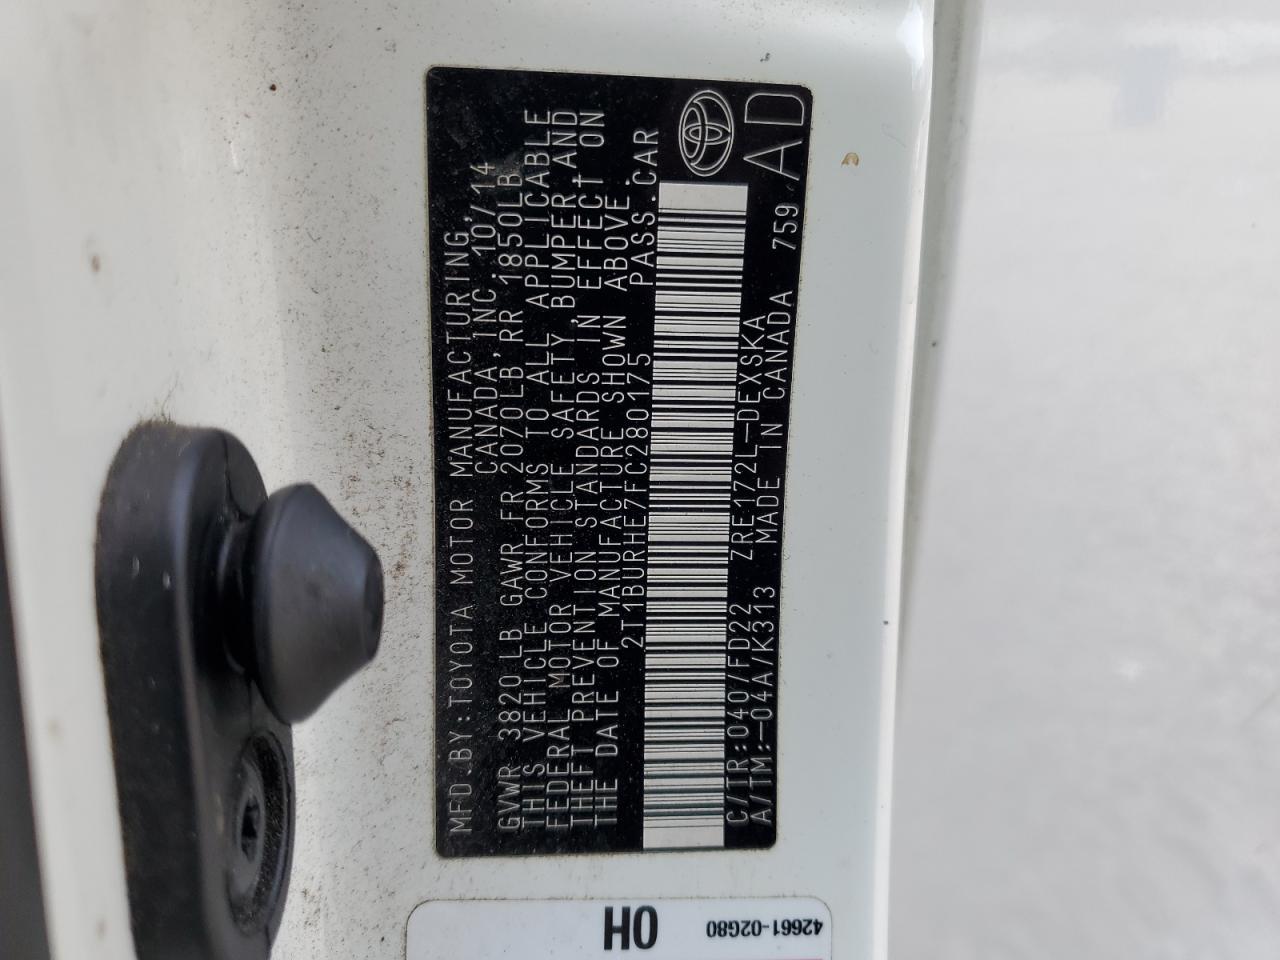 MFD.BY:TOYOTA MOTOR MANUFACTURING,
CANADA,INC. 10/14
GVWR 3820LB GAWR FR 2070LB RR 1850LB
THIS VEHICLE CONFORMS TO ALL APPLICABLE
FEDERAL MOTOR VEHICLE SAFETY, BUMPER,AND
THEFT PREVENTION STANDARDS IN EFFECT ON
THE DATE OF MANUFACTURE SHOWN ABOVE.
2T1BURHE7FC280175 PASS.CAR
C/TR:040/FD22 ZRE172L-DEXSKA
A/TM:-04A/K313 MADE IN CANADA 759
AD
OH
42661-02G80